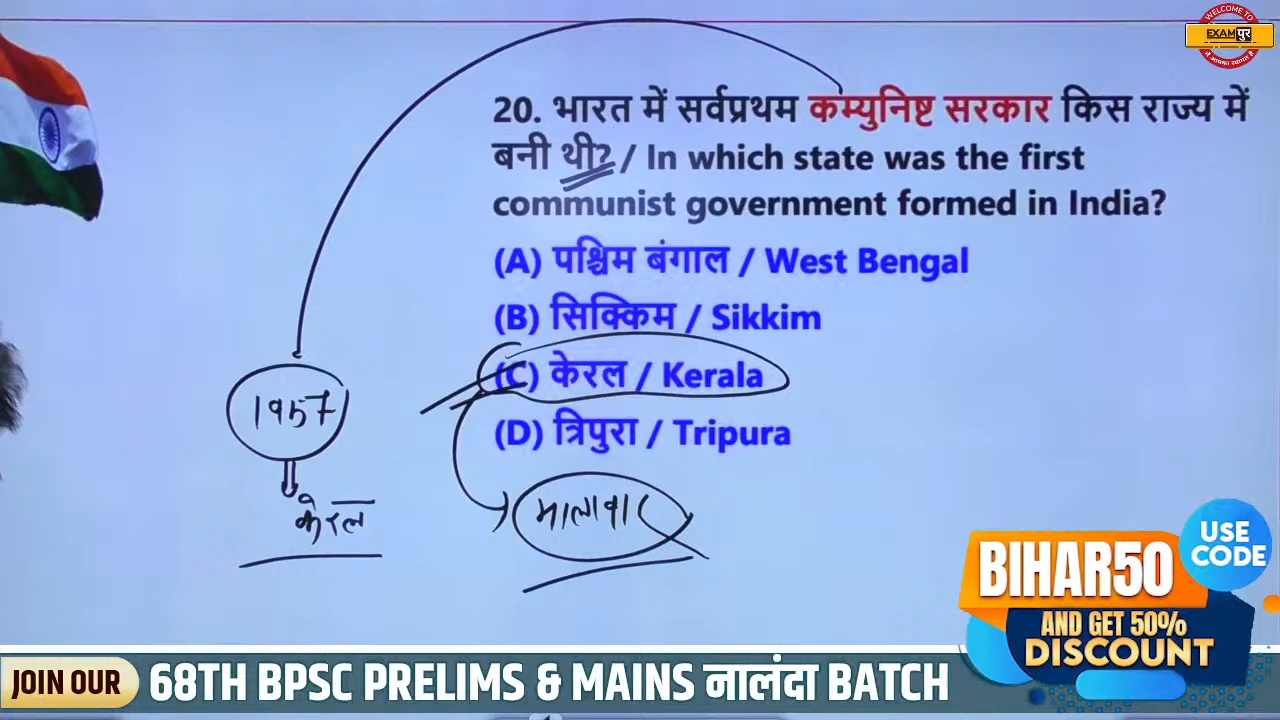 WELCOME TO
EXAMपुर
में आपका स्वागत है
20. भारत में सर्वप्रथम कम्युनिष्ट सरकार किस राज्य में
बनी थी? / In which state was the first
communist government formed in India?
(A) पश्चिम बंगाल / West Bengal
(B) सिक्किम / Sikkim
(C) केरल / Kerala
(D) त्रिपुरा / Tripura
1957
केरल
मालाबार
USE
CODE
BIHAR50
AND GET 50%
DISCOUNT
JOIN OUR
68TH BPSC PRELIMS & MAINS नालंदा BATCH